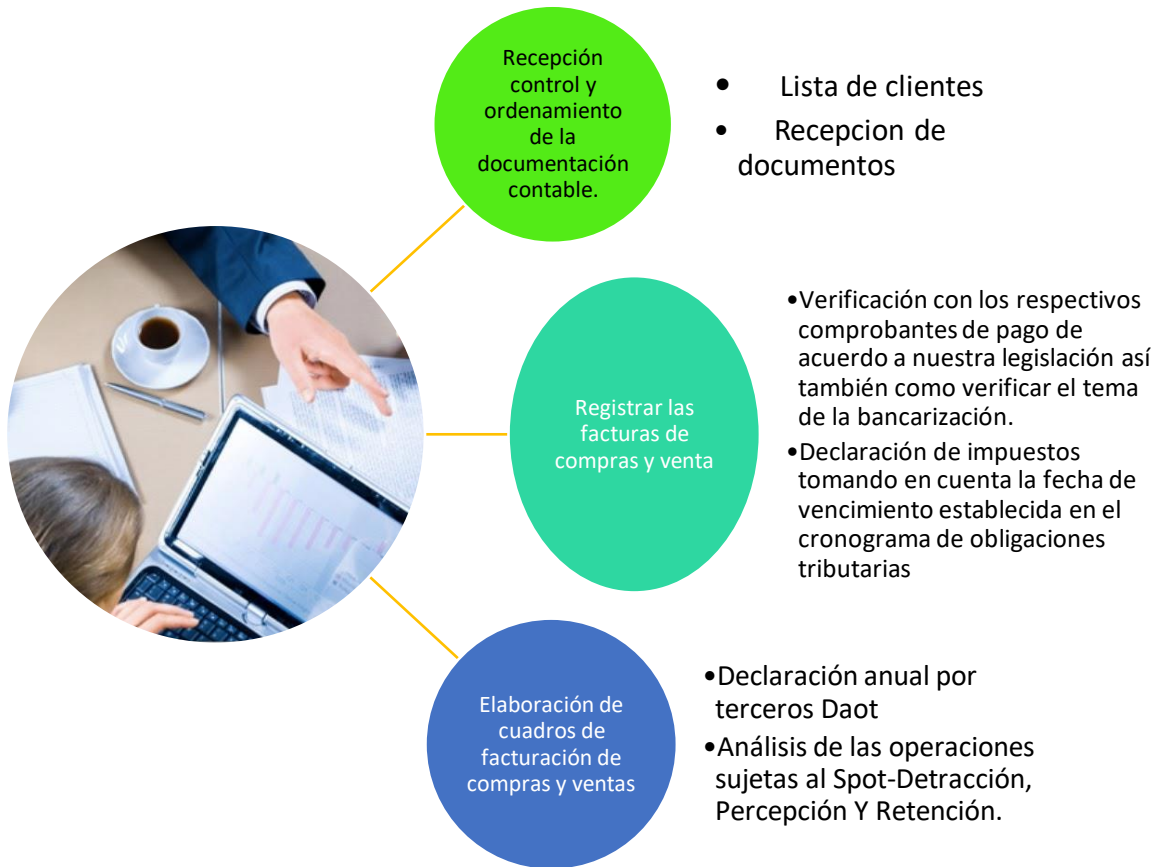 Recepción
control y
ordenamiento
de la
documentación
contable.
• Lista de clientes
• Recepcion de
documentos
Registrar las
facturas de
compras y venta
•Verificación con los respectivos
comprobantes de pago de
acuerdo a nuestra legislación así
también como verificar el tema
de la bancarización.
•Declaración de impuestos
tomando en cuenta la fecha de
vencimiento establecida en el
cronograma de obligaciones
tributarias
Elaboración de
cuadros de
facturación de
compras y ventas
•Declaración anual por
terceros Daot
•Análisis de las operaciones
sujetas al Spot-Detracción,
Percepción Y Retención.